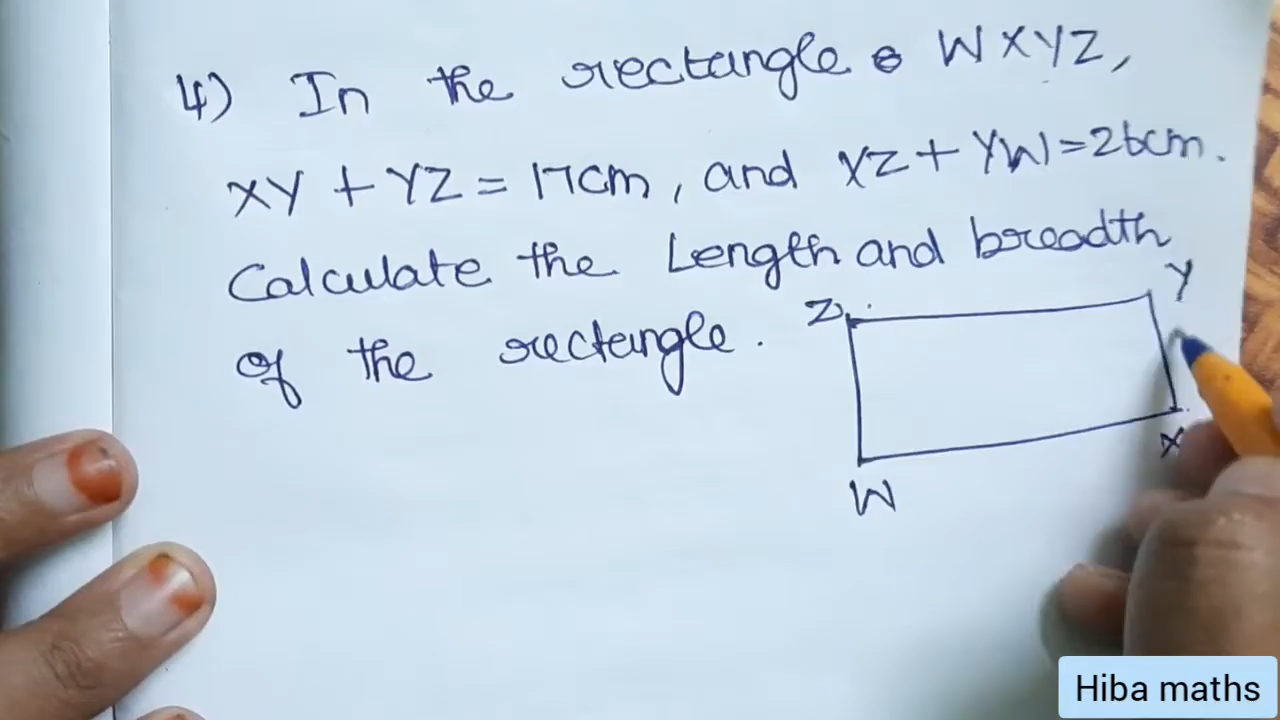 4) In the rectangle WXYZ,
XY + YZ = 17cm, and XZ + YW = 26cm.
Calculate the Length and breadth
of the rectangle.
Z
Y
W
X
Hiba maths